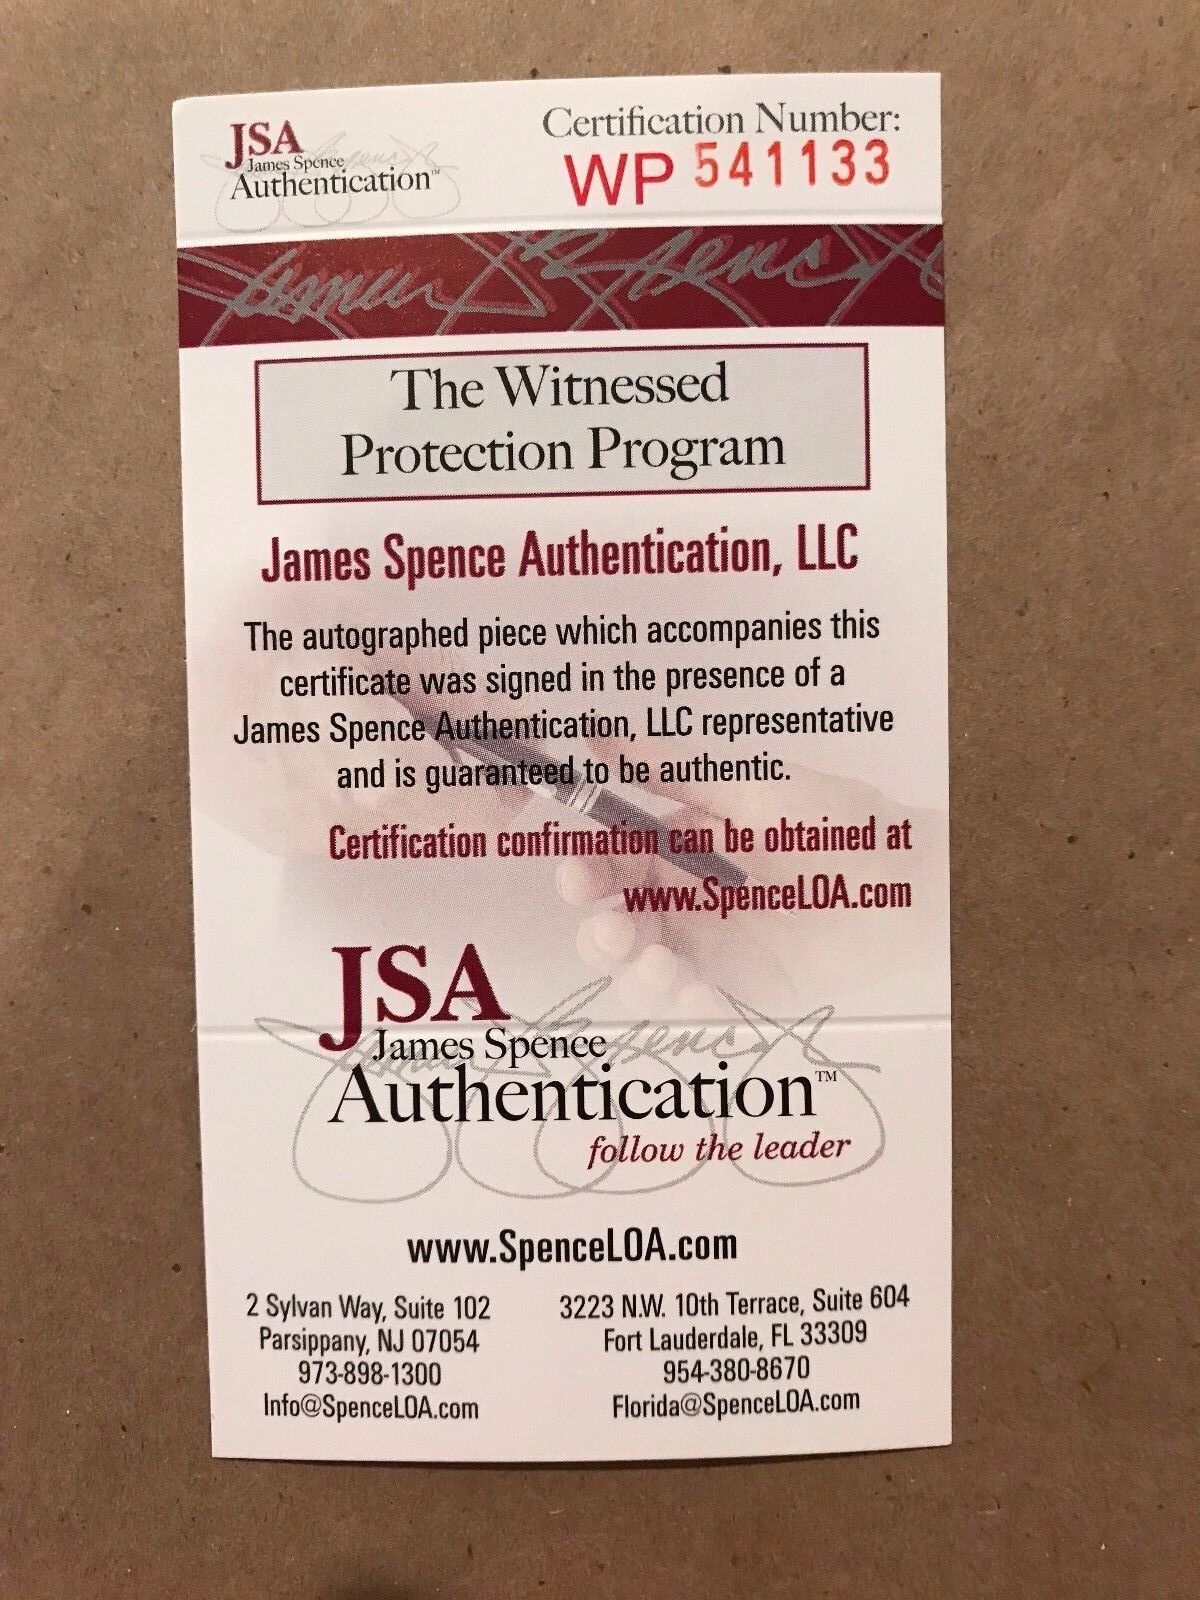 JSA
James Spence
Authentication™
Certification Number:
WP 541133
James Spence
The Witnessed
Protection Program
James Spence Authentication, LLC
The autographed piece which accompanies this
certificate was signed in the presence of a
James Spence Authentication, LLC representative
and is guaranteed to be authentic.
Certification confirmation can be obtained at
www.SpenceLOA.com
JSA
James Spence
Authentication™
follow the leader
www.SpenceLOA.com
2 Sylvan Way, Suite 102
Parsippany, NJ 07054
973-898-1300
Info@SpenceLOA.com
3223 N.W. 10th Terrace, Suite 604
Fort Lauderdale, FL 33309
954-380-8670
Florida@SpenceLOA.com